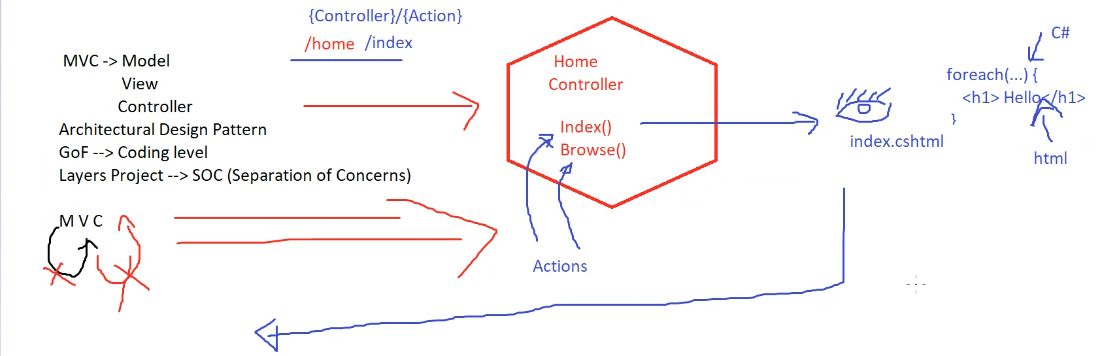 {Controller}/{Action}
/home /index
MVC -> Model
View
Controller
Architectural Design Pattern
GoF --> Coding level
Layers Project --> SOC (Separation of Concerns)
M V C
Home
Controller
Index()
Browse()
Actions
index.cshtml
C#
foreach(...) {
<h1> Hello</h1>
}
html